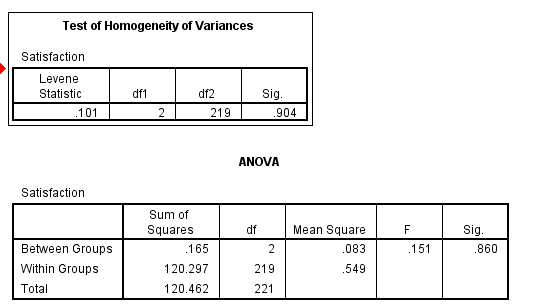 Test of Homogeneity of Variances
Satisfaction
Levene
Statistic df1 df2 Sig.
.101 2 219 .904
ANOVA
Satisfaction
Sum of
Squares df Mean Square F Sig.
Between Groups .165 2 .083 .151 .860
Within Groups 120.297 219 .549
Total 120.462 221